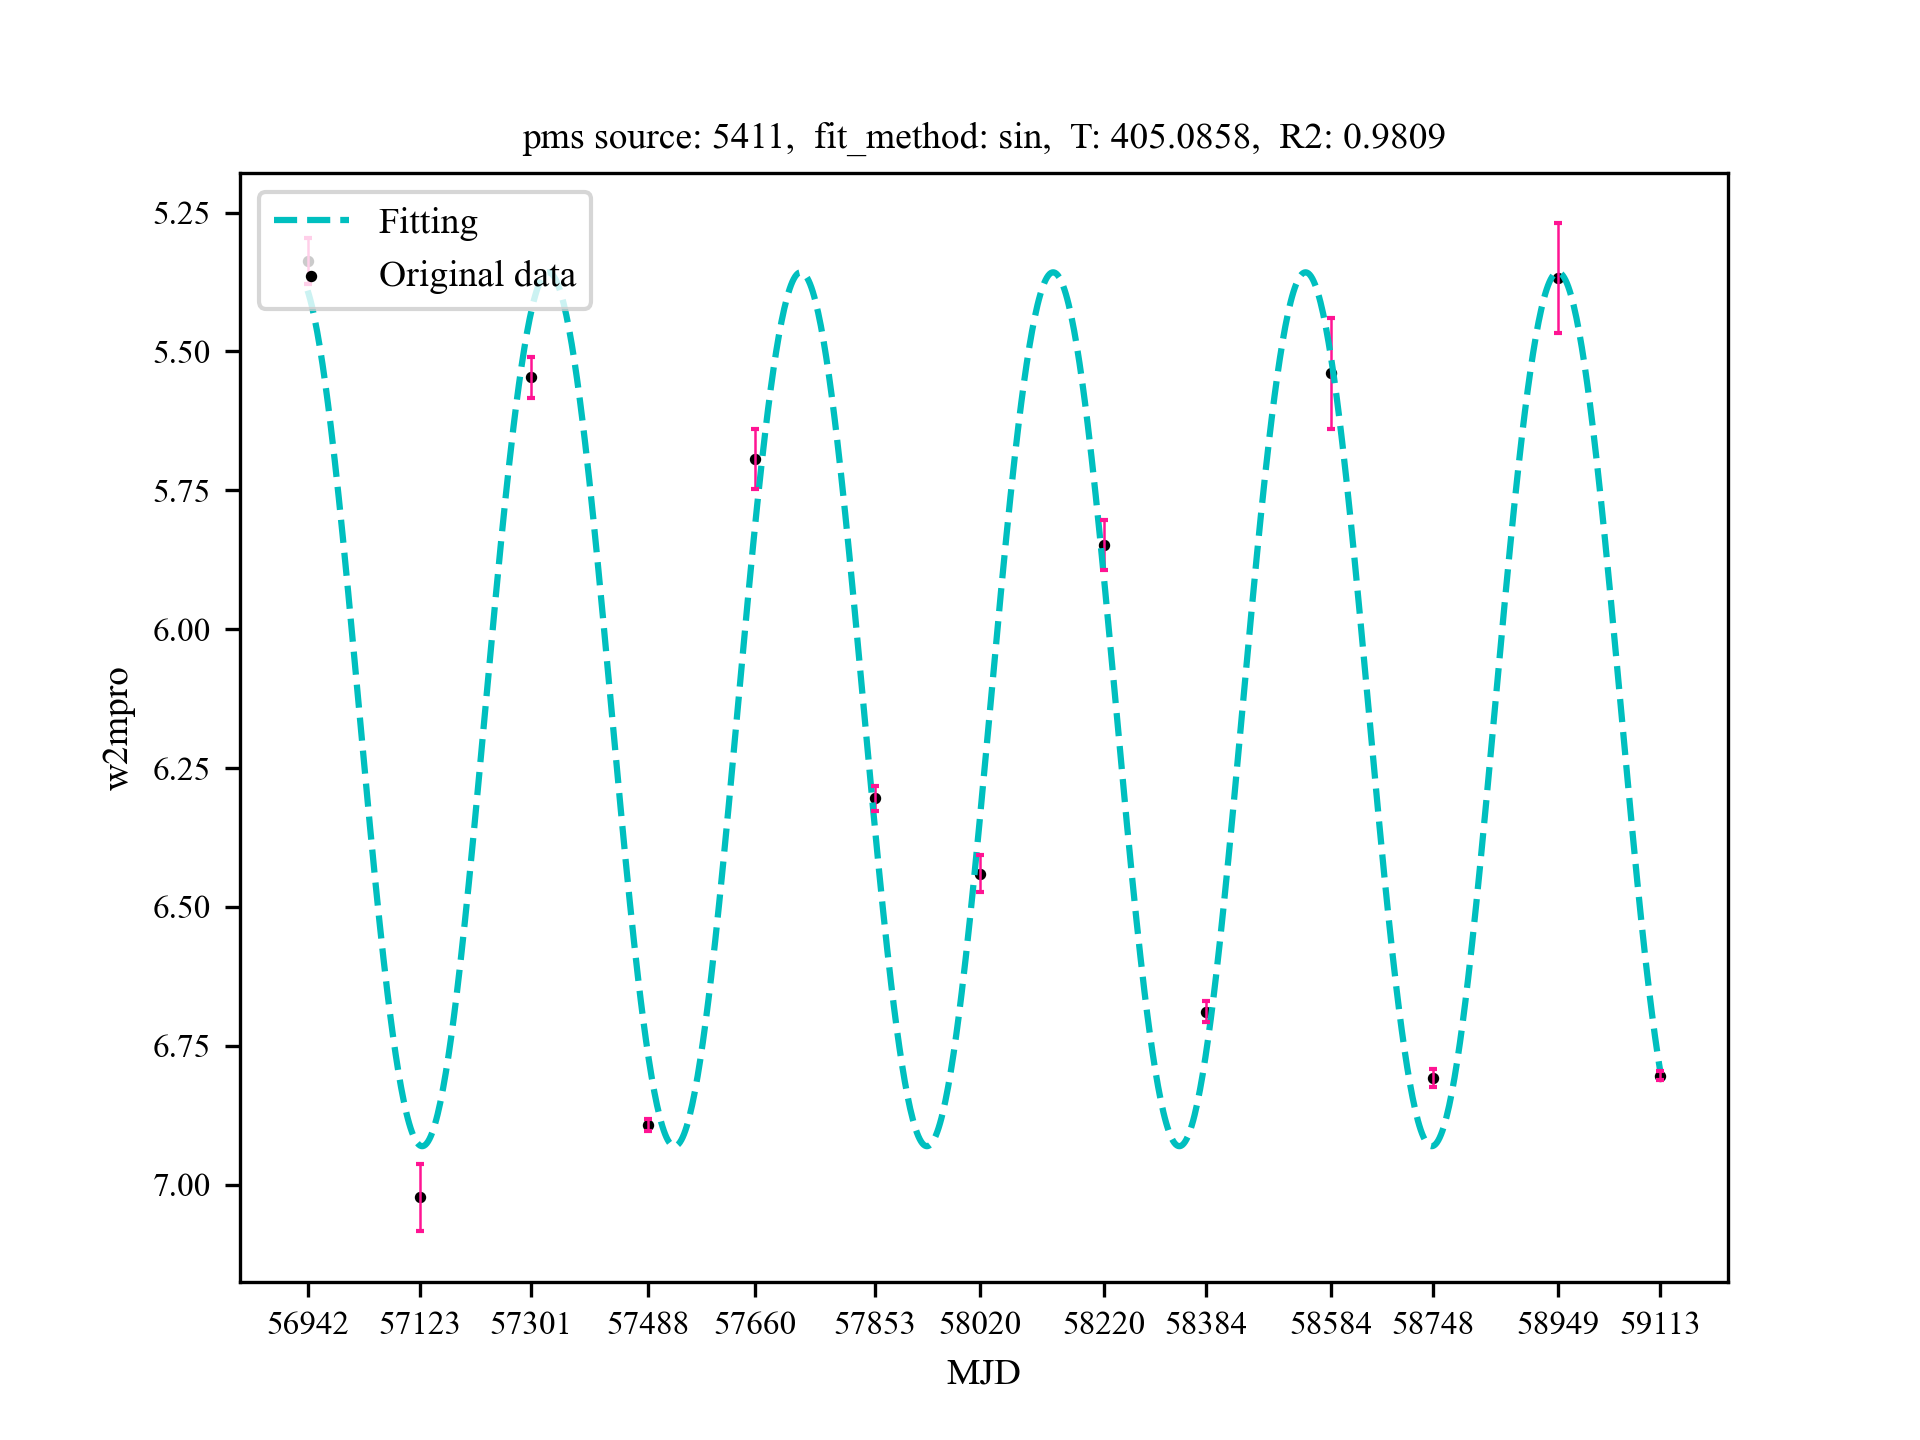 pms source: 5411,  fit_method: sin,  T: 405.0858,  R2: 0.9809
Fitting
Original data
5.25
5.50
5.75
6.00
6.25
6.50
6.75
7.00
w2mpro
56942 57123 57301 57488 57660 57853 58020 58220 58384 58584 58748 58949 59113
MJD